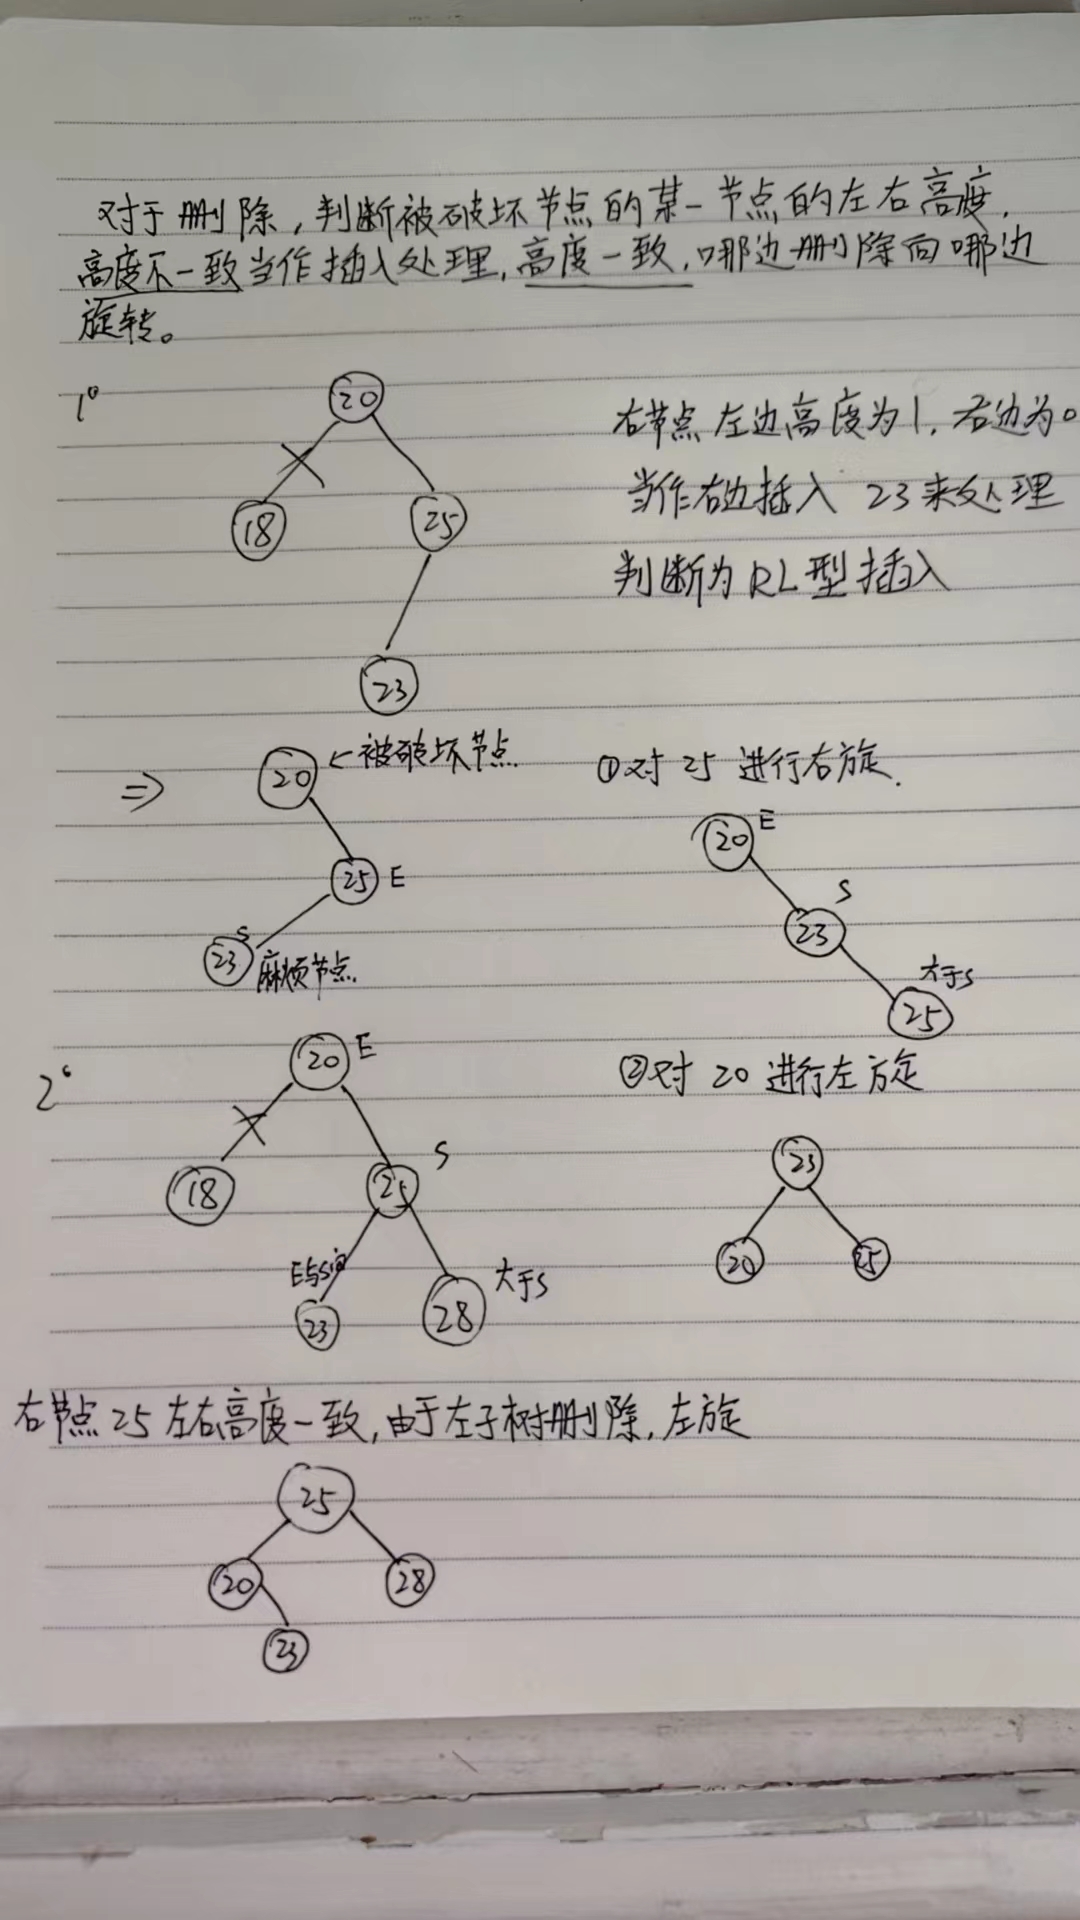 对于删除,判断被破坏节点的某一节点的左右高度,
高度不一致当作插入处理,高度一致,哪边删除向哪边
旋转。
1°
20
18
25
23
右节点左边高度为1,右边为0
当作右边插入 23来处理
判断为RL型插入
⇒
20 ←被破坏节点
25 E
S
23 麻烦节点
①对 25 进行右旋.
20 E
S
23
大于S
25
2°
20 E
18
25 S
E与S间
23
28 大于S
②对 20 进行左旋
23
20 25
右节点25左右高度一致,由于左子树删除,左旋
25
20 28
23